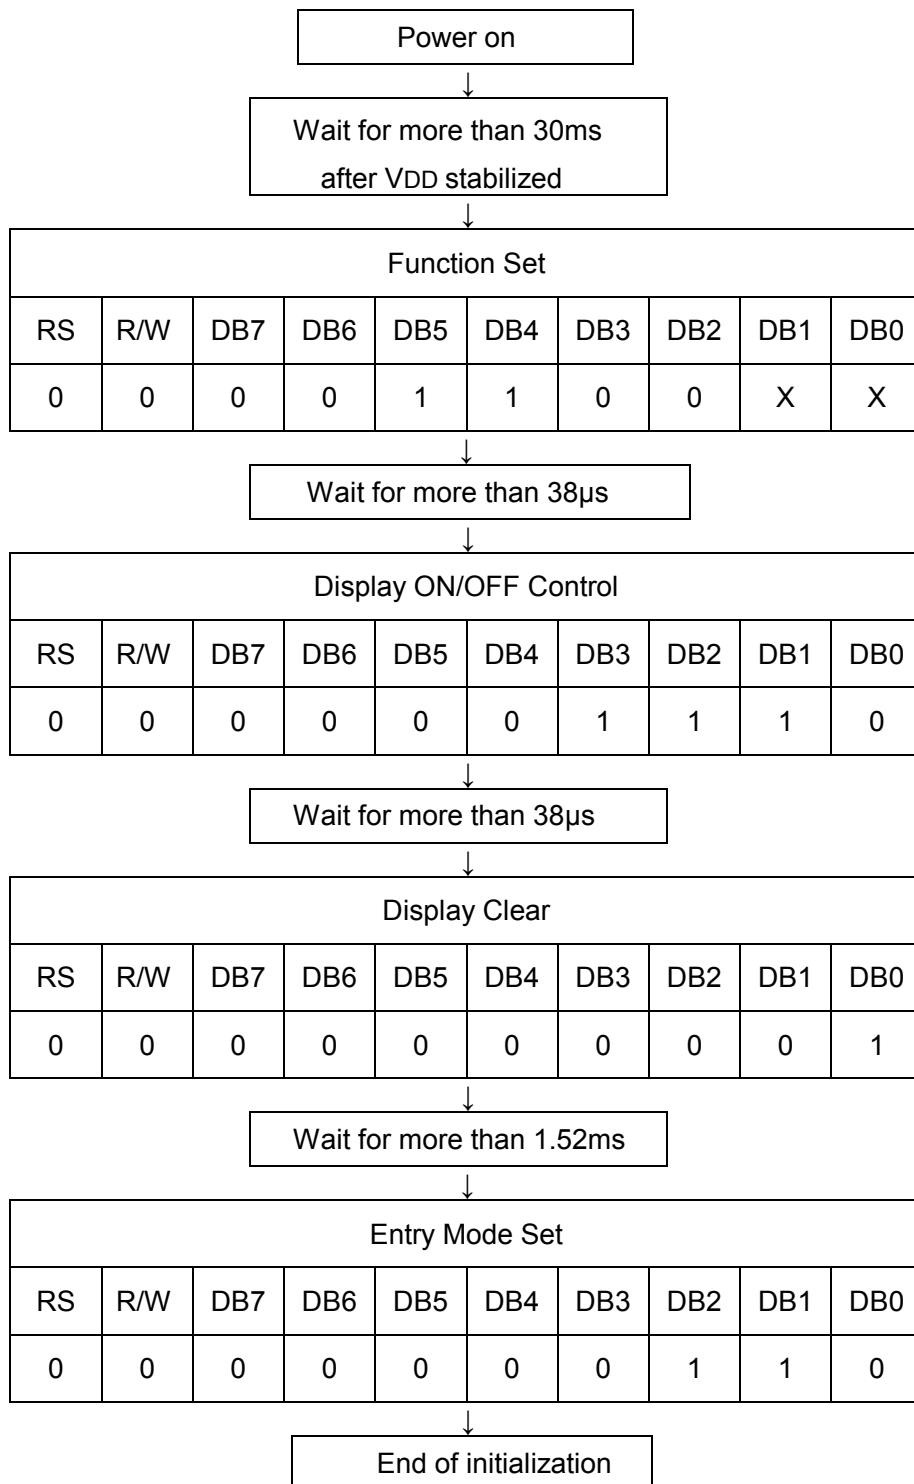 Power on
↓
Wait for more than 30ms
after VDD stabilized
↓
Function Set
RS R/W DB7 DB6 DB5 DB4 DB3 DB2 DB1 DB0
0 0 0 0 1 1 0 0 X X
↓
Wait for more than 38µs
↓
Display ON/OFF Control
RS R/W DB7 DB6 DB5 DB4 DB3 DB2 DB1 DB0
0 0 0 0 0 0 1 1 1 0
↓
Wait for more than 38µs
↓
Display Clear
RS R/W DB7 DB6 DB5 DB4 DB3 DB2 DB1 DB0
0 0 0 0 0 0 0 0 0 1
↓
Wait for more than 1.52ms
↓
Entry Mode Set
RS R/W DB7 DB6 DB5 DB4 DB3 DB2 DB1 DB0
0 0 0 0 0 0 0 1 1 0
↓
End of initialization